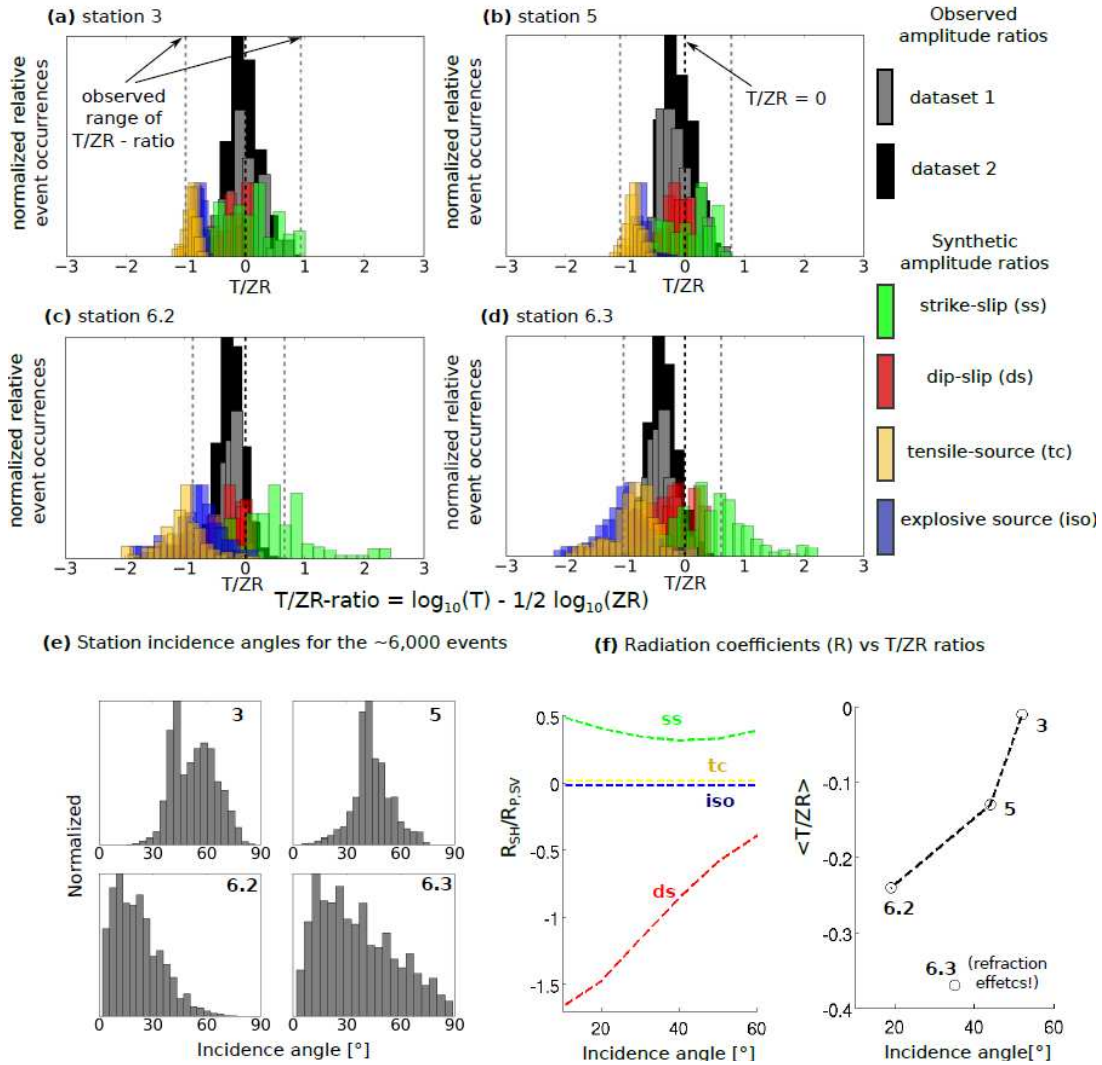 (a) station 3
normalized relative
event occurrences
observed
range of
T/ZR - ratio
−3 −2 −1 0 1 2 3
T/ZR
(b) station 5
normalized relative
event occurrences
T/ZR = 0
−3 −2 −1 0 1 2 3
T/ZR
Observed
amplitude ratios
dataset 1
dataset 2
Synthetic
amplitude ratios
strike-slip (ss)
dip-slip (ds)
tensile-source (tc)
explosive source (iso)
(c) station 6.2
normalized relative
event occurrences
−3 −2 −1 0 1 2 3
T/ZR
(d) station 6.3
normalized relative
event occurrences
−3 −2 −1 0 1 2 3
T/ZR
T/ZR-ratio = log10(T) - 1/2 log10(ZR)
(e) Station incidence angles for the ~6,000 events
Normalized
3
0 30 60 90
5
0 30 60 90
6.2
0 30 60 90
6.3
0 30 60 90
Incidence angle [°]
(f) Radiation coefficients (R) vs T/ZR ratios
RSH/RP,SV
0.5
0
-0.5
-1
-1.5
ss
tc
iso
ds
20 40 60
Incidence angle [°]
<T/ZR>
0
-0.1
-0.2
-0.3
-0.4
3
5
6.2
6.3 (refraction
effetcs!)
20 40 60
Incidence angle[°]